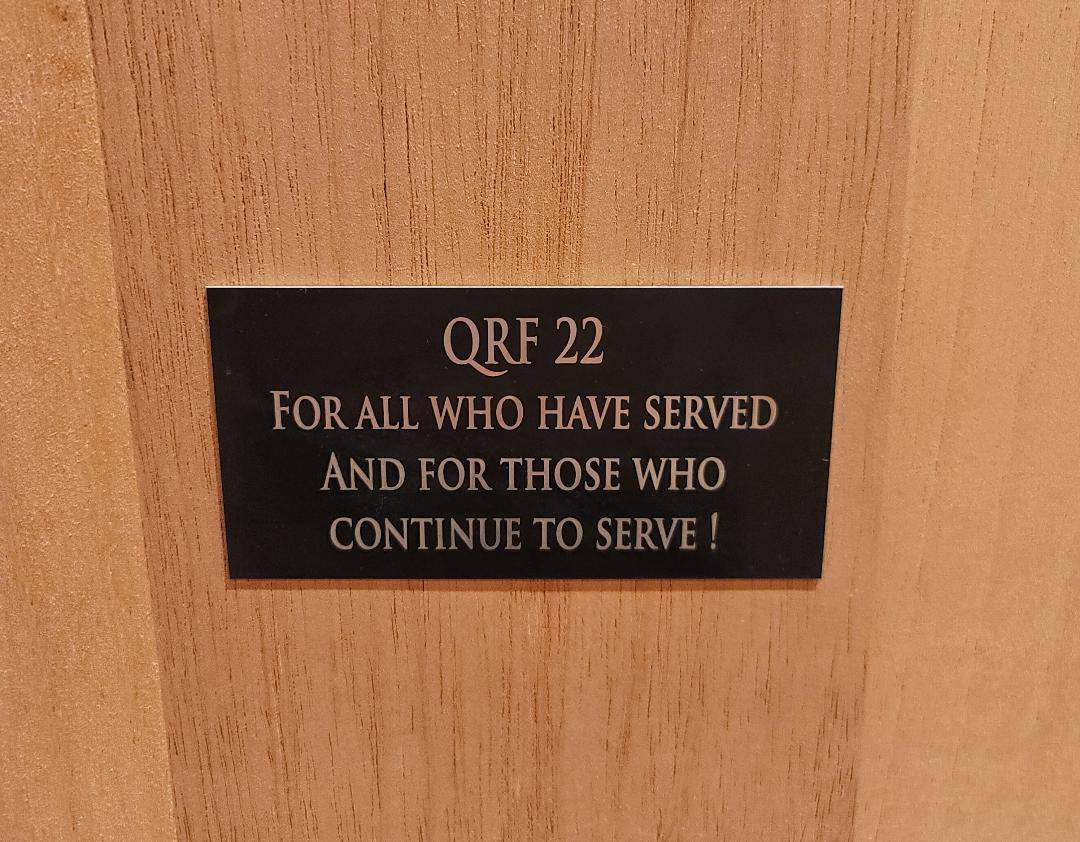 QRF 22
FOR ALL WHO HAVE SERVED
AND FOR THOSE WHO
CONTINUE TO SERVE !